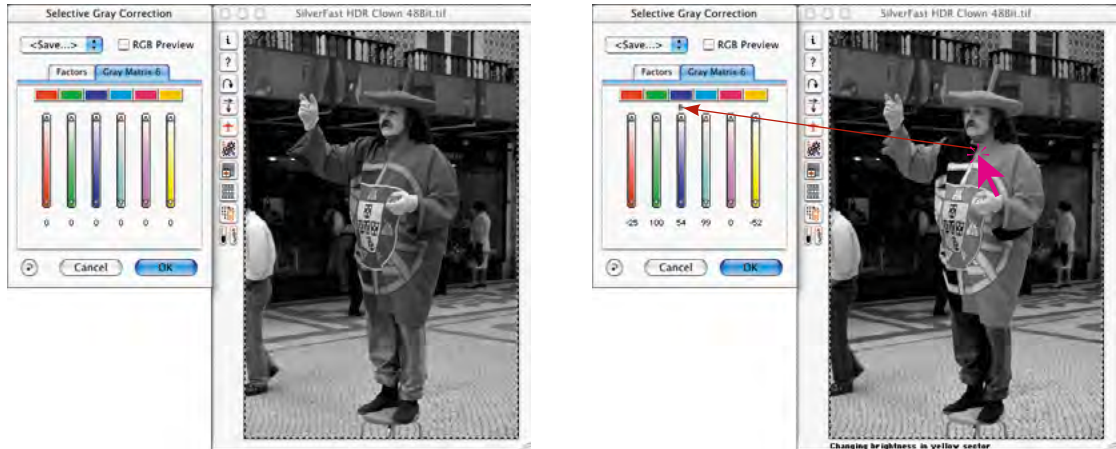 Selective Gray Correction
<Save...>
RGB Preview
Factors
Gray Matrix 6
0 0 0 0 0 0
Cancel
OK
SilverFast HDR Clown 48Bit.tif
i
?
Selective Gray Correction
<Save...>
RGB Preview
Factors
Gray Matrix 6
-25 100 54 99 0 -52
Cancel
OK
SilverFast HDR Clown 48Bit.tif
i
?
Changing brightness in yellow sector